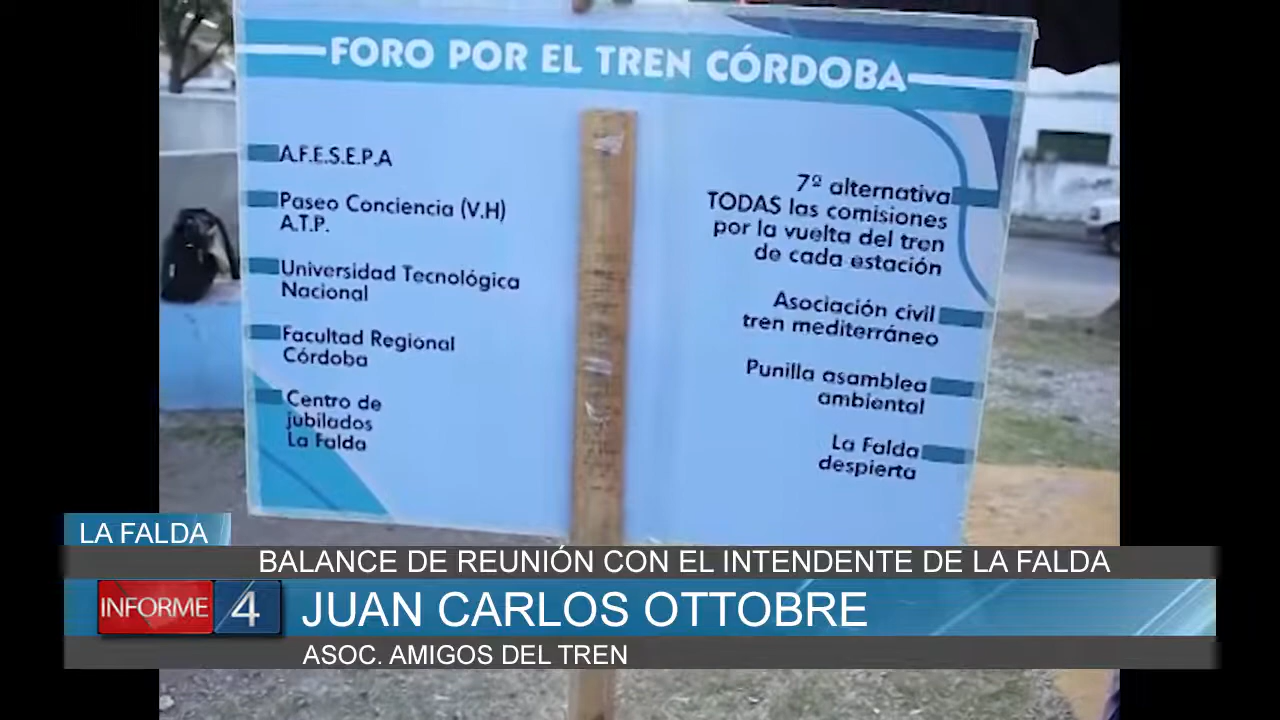 FORO POR EL TREN CÓRDOBA
A.F.E.S.E.P.A
Paseo Conciencia (V.H)
A.T.P.
Universidad Tecnológica
Nacional
Facultad Regional
Córdoba
Centro de
jubilados
La Falda
7º alternativa
TODAS las comisiones
por la vuelta del tren
de cada estación
Asociación civil
tren mediterráneo
Punilla asamblea
ambiental
La Falda
despierta
LA FALDA
BALANCE DE REUNIÓN CON EL INTENDENTE DE LA FALDA
INFORME 4
JUAN CARLOS OTTOBRE
ASOC. AMIGOS DEL TREN